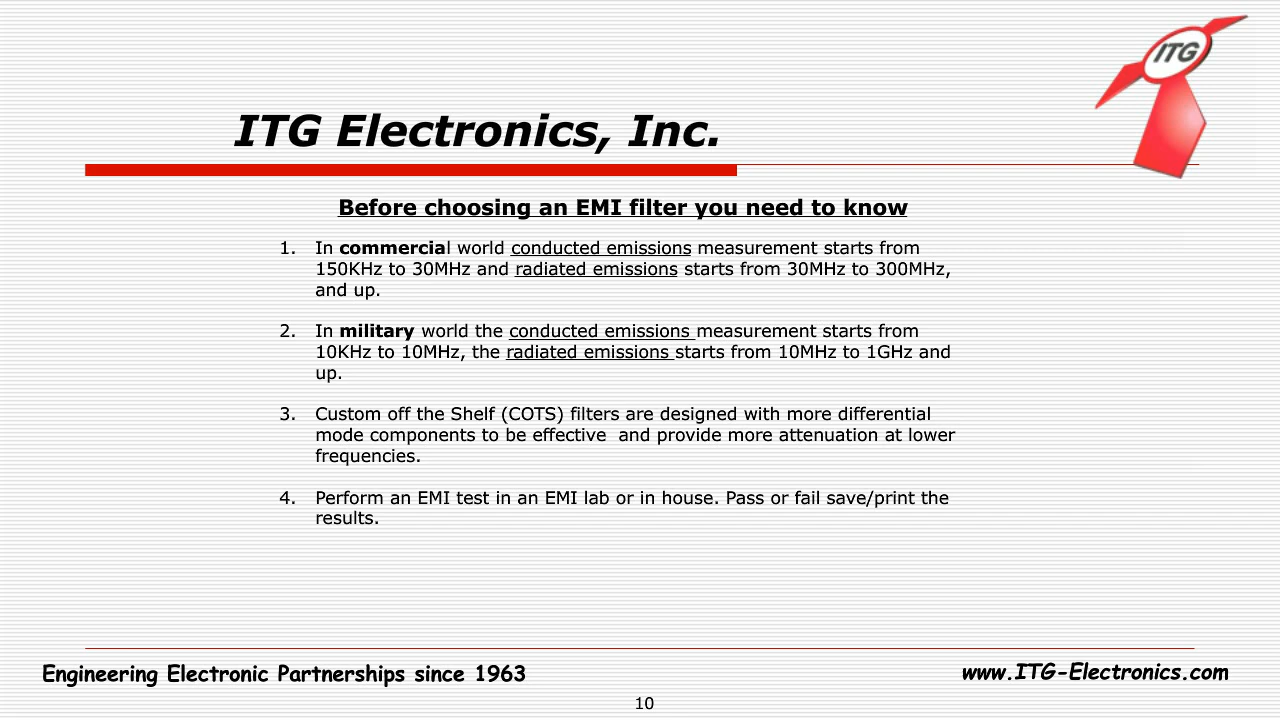 ITG
ITG Electronics, Inc.
Before choosing an EMI filter you need to know
1. In commercial world conducted emissions measurement starts from
150KHz to 30MHz and radiated emissions starts from 30MHz to 300MHz,
and up.
2. In military world the conducted emissions measurement starts from
10KHz to 10MHz, the radiated emissions starts from 10MHz to 1GHz and
up.
3. Custom off the Shelf (COTS) filters are designed with more differential
mode components to be effective  and provide more attenuation at lower
frequencies.
4. Perform an EMI test in an EMI lab or in house. Pass or fail save/print the
results.
Engineering Electronic Partnerships since 1963
www.ITG-Electronics.com
10